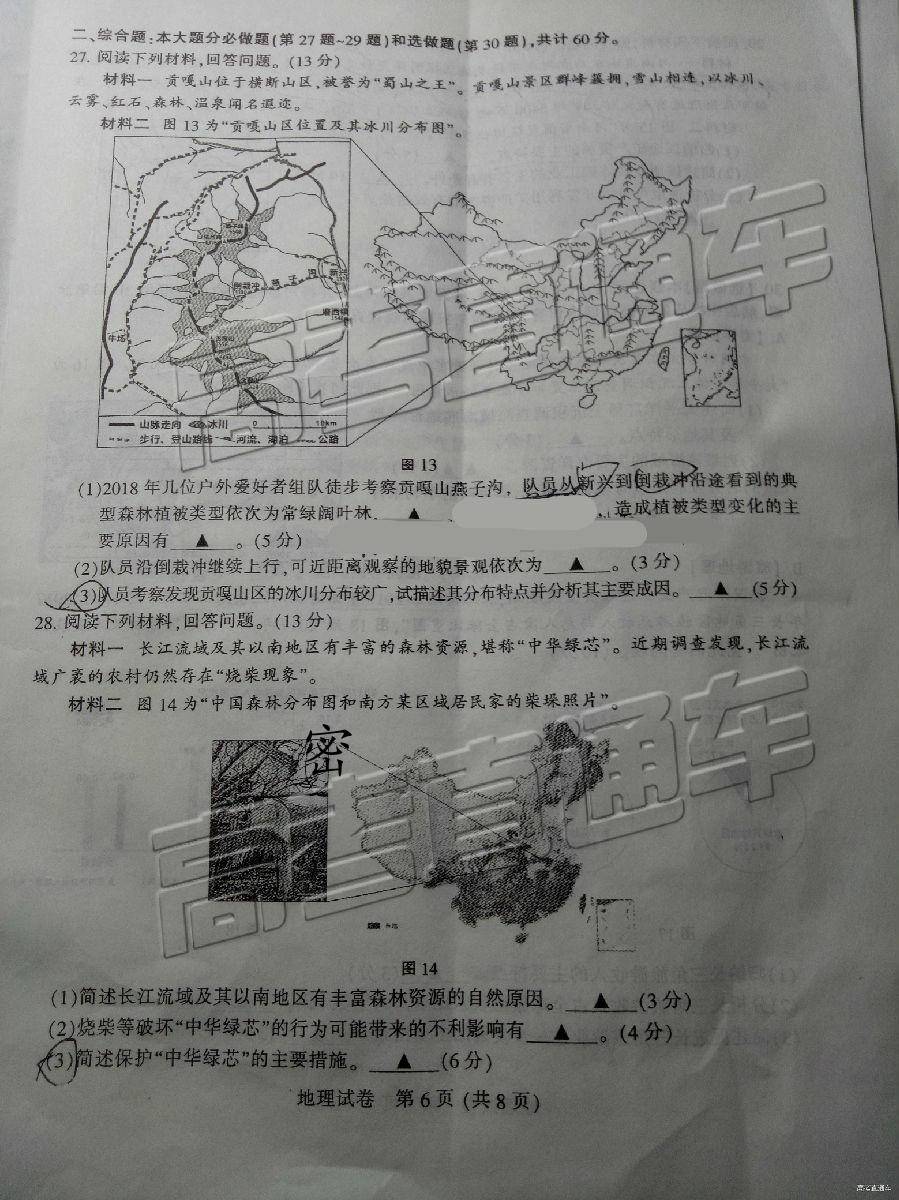 二、综合题:本大题分必做题(第27题~29题)和选做题(第30题),共计60分。
27. 阅读下列材料,回答问题。(13分)
材料一 贡嘎山位于横断山区,被誉为“蜀山之王”。贡嘎山景区群峰簇拥,雪山相连,以冰川、
云雾、红石、森林、温泉闻名遐迩。
材料二 图13为“贡嘎山区位置及其冰川分布图”。
新兴
倒栽冲
燕子沟
磨西镇
牛场
山脉走向 冰川 0 10km
步行、登山路线 河流、湖泊 公路
图13
(1)2018年几位户外爱好者组队徒步考察贡嘎山燕子沟,队员从新兴到倒栽冲沿途看到的典
型森林植被类型依次为常绿阔叶林、▲ ,造成植被类型变化的主
要原因有 ▲ 。(5分)
(2)队员沿倒栽冲继续上行,可近距离观察的地貌景观依次为 ▲ 。(3分)
(3)队员考察发现贡嘎山区的冰川分布较广,试描述其分布特点并分析其主要成因。 ▲ (5分)
28. 阅读下列材料,回答问题。(13分)
材料一 长江流域及其以南地区有丰富的森林资源,堪称“中华绿芯”。近期调查发现,长江流
域广袤的农村仍然存在“烧柴现象”。
材料二 图14为“中国森林分布图和南方某区域居民家的柴垛照片”。
密
图14
(1)简述长江流域及其以南地区有丰富森林资源的自然原因。 ▲ (3分)
(2)烧柴等破坏“中华绿芯”的行为可能带来的不利影响有 ▲ 。(4分)
(3)简述保护“中华绿芯”的主要措施。 ▲ (6分)
地理试卷 第6页(共8页)
高考直通车
高考直通车
高考直通车